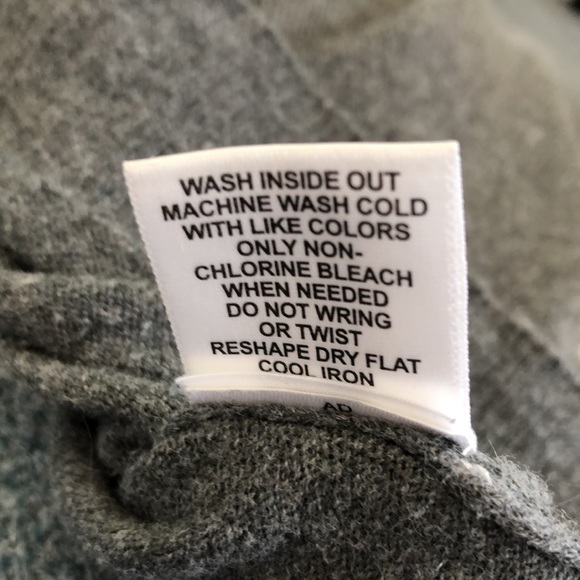 WASH INSIDE OUT
MACHINE WASH COLD
WITH LIKE COLORS
ONLY NON-
CHLORINE BLEACH
WHEN NEEDED
DO NOT WRING
OR TWIST
RESHAPE DRY FLAT
COOL IRON
AD